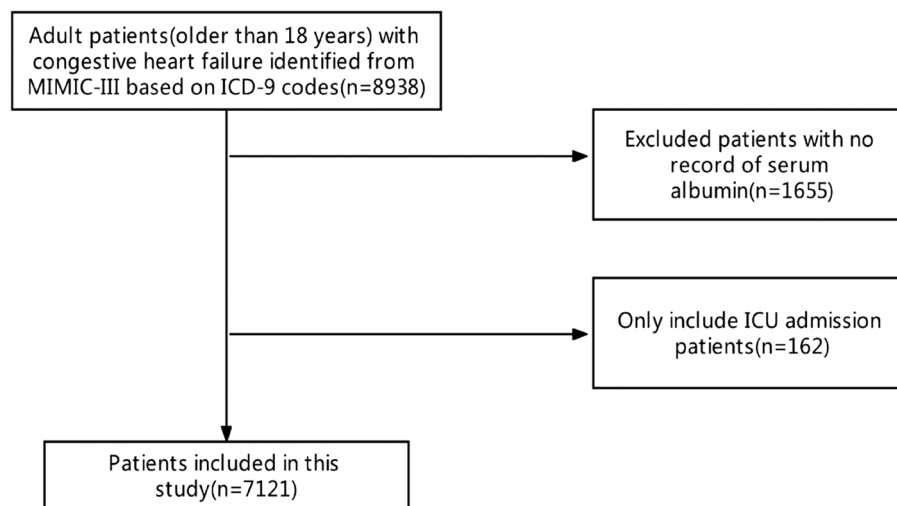 Adult patients(older than 18 years) with
congestive heart failure identified from
MIMIC-III based on ICD-9 codes(n=8938)
Excluded patients with no
record of serum
albumin(n=1655)
Only include ICU admission
patients(n=162)
Patients included in this
study(n=7121)